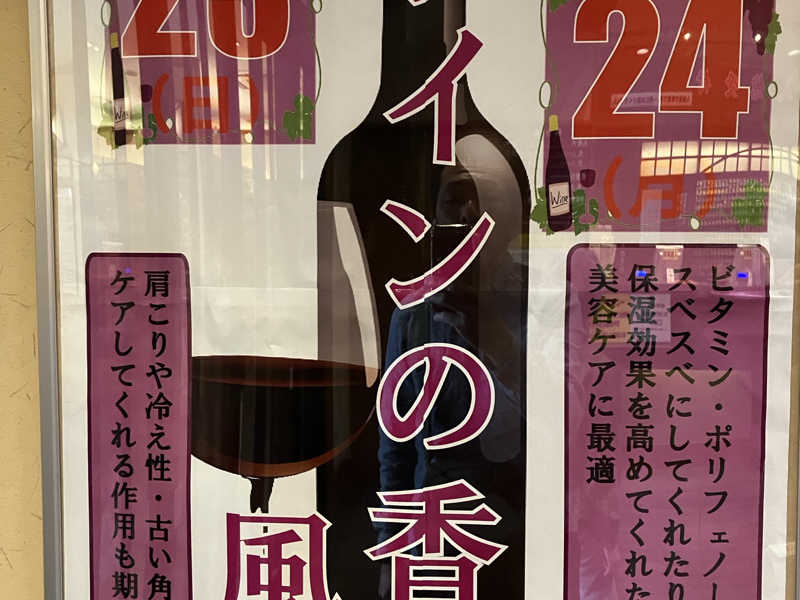 24
(月)
(日)
Wine
Wine
インの香
風
ビタミン・ポリフェノー
スベスベにしてくれたり
保湿効果を高めてくれた
美容ケアに最適
肩こりや冷え性・古い角
ケアしてくれる作用も期